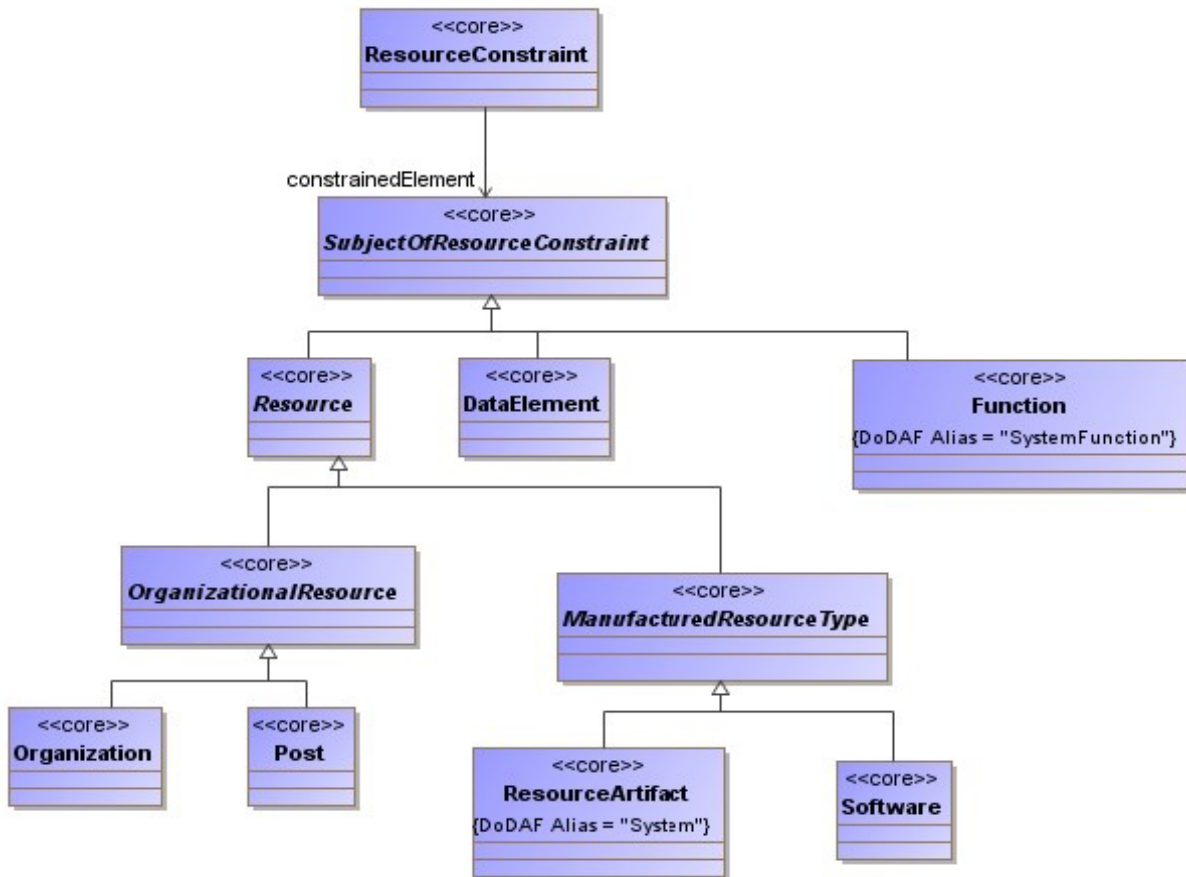 <<core>>
ResourceConstraint
constrainedElement
<<core>>
SubjectOfResourceConstraint
<<core>>
Resource
<<core>>
DataElement
<<core>>
Function
{DoDAF Alias = "SystemFunction"}
<<core>>
OrganizationalResource
<<core>>
ManufacturedResourceType
<<core>>
Organization
<<core>>
Post
<<core>>
ResourceArtifact
{DoDAF Alias = "System"}
<<core>>
Software